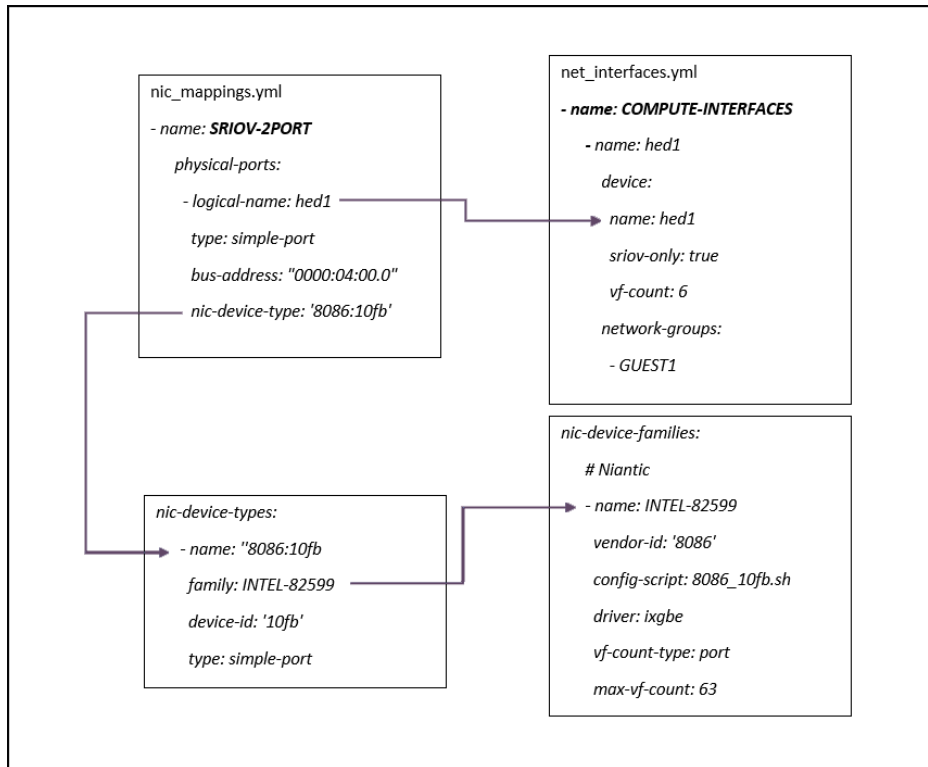 nic_mappings.yml
- name: SRIOV-2PORT
physical-ports:
- logical-name: hed1
type: simple-port
bus-address: "0000:04:00.0"
nic-device-type: '8086:10fb'
net_interfaces.yml
- name: COMPUTE-INTERFACES
- name: hed1
device:
name: hed1
sriov-only: true
vf-count: 6
network-groups:
- GUEST1
nic-device-types:
- name: "8086:10fb
family: INTEL-82599
device-id: '10fb'
type: simple-port
nic-device-families:
# Niantic
- name: INTEL-82599
vendor-id: '8086'
config-script: 8086_10fb.sh
driver: ixgbe
vf-count-type: port
max-vf-count: 63